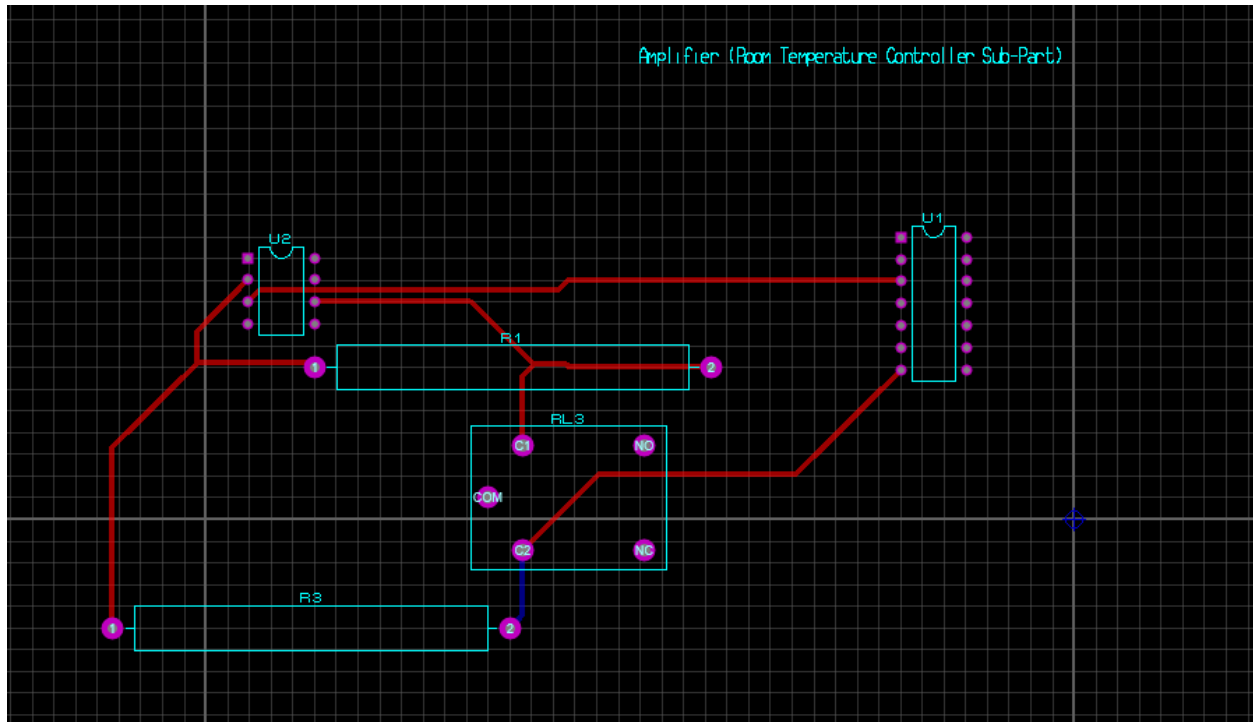 Amplifier (Room Temperature Controller Sub-Part)
U1
U2
R1
1
2
RL3
C1
NO
COM
C2
NC
R3
1
2